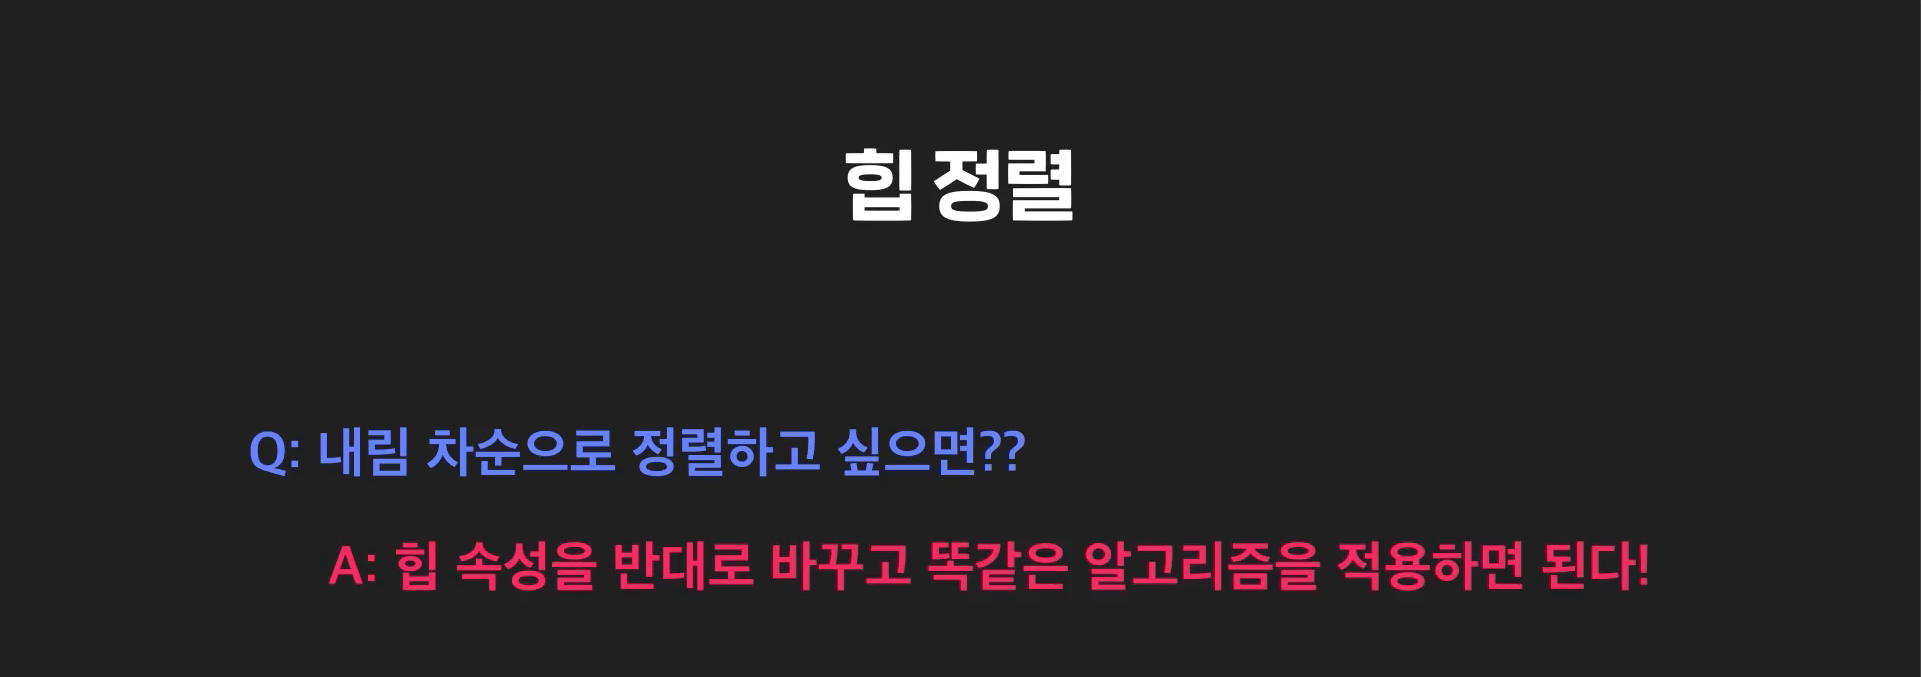 힙 정렬
Q: 내림 차순으로 정렬하고 싶으면??
A: 힙 속성을 반대로 바꾸고 똑같은 알고리즘을 적용하면 된다!